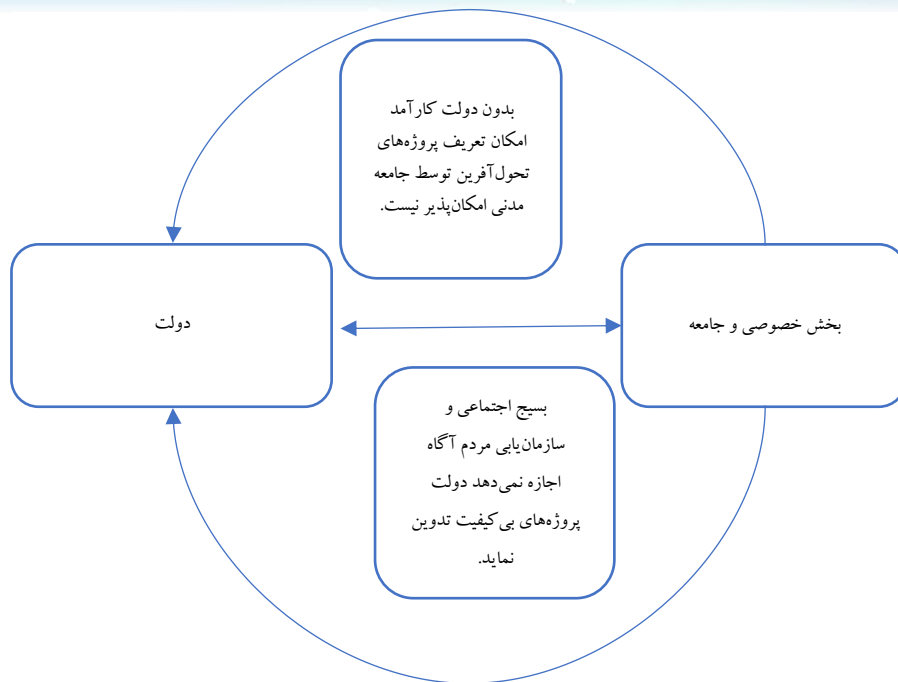 بدون دولت کارآمد
امکان تعریف پروژه‌های
تحول‌آفرین توسط جامعه
مدنی امکان‌پذیر نیست.
بخش خصوصی و جامعه
دولت
بسیج اجتماعی و
سازمان‌یابی مردم آگاه
اجازه نمی‌دهد دولت
پروژه‌های بی‌کیفیت تدوین
نماید.